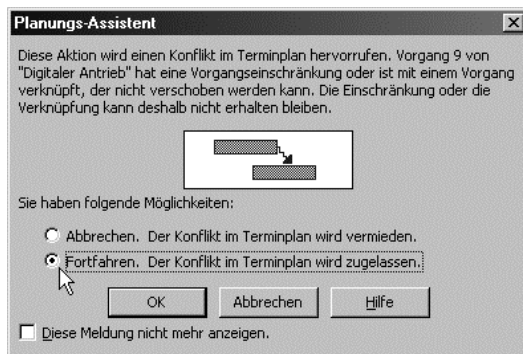 Planungs-Assistent
Diese Aktion wird einen Konflikt im Terminplan hervorrufen. Vorgang 9 von
"Digitaler Antrieb" hat eine Vorgangseinschränkung oder ist mit einem Vorgang
verknüpft, der nicht verschoben werden kann. Die Einschränkung oder die
Verknüpfung kann deshalb nicht erhalten bleiben.
Sie haben folgende Möglichkeiten:
Abbrechen. Der Konflikt im Terminplan wird vermieden.
Fortfahren. Der Konflikt im Terminplan wird zugelassen.
OK Abbrechen Hilfe
Diese Meldung nicht mehr anzeigen.